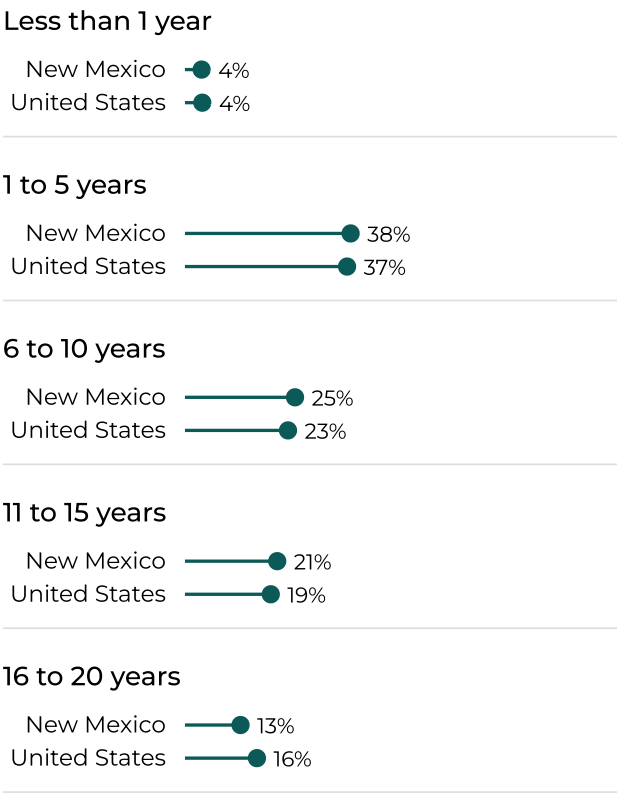 Less than 1 year
New Mexico 4%
United States 4%
1 to 5 years
New Mexico 38%
United States 37%
6 to 10 years
New Mexico 25%
United States 23%
11 to 15 years
New Mexico 21%
United States 19%
16 to 20 years
New Mexico 13%
United States 16%